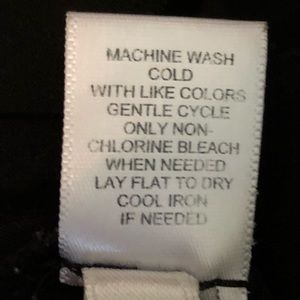 MACHINE WASH
COLD
WITH LIKE COLORS
GENTLE CYCLE
ONLY NON-
CHLORINE BLEACH
WHEN NEEDED
LAY FLAT TO DRY
COOL IRON
IF NEEDED